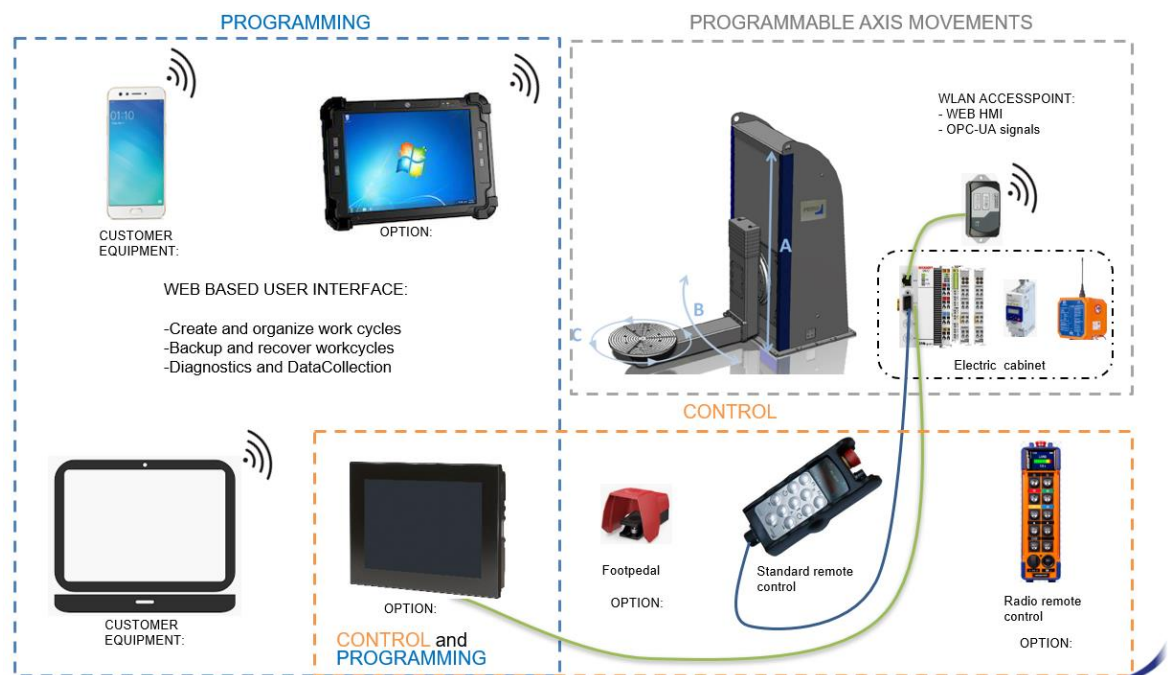 PROGRAMMING
PROGRAMMABLE AXIS MOVEMENTS
01:10
CUSTOMER
EQUIPMENT:
OPTION:
WLAN ACCESSPOINT:
- WEB HMI
- OPC-UA signals
A
B
C
WEB BASED USER INTERFACE:
-Create and organize work cycles
-Backup and recover workcycles
-Diagnostics and DataCollection
Electric cabinet
CONTROL
CUSTOMER
EQUIPMENT:
OPTION:
CONTROL and
PROGRAMMING
Footpedal
OPTION:
Standard remote
control
Radio remote
control
OPTION: